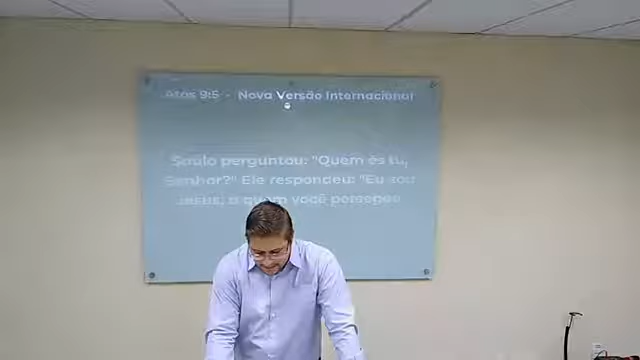 Atos 9:5 - Nova Versão Internacional
Saulo perguntou: "Quem és tu,
Senhor?" Ele respondeu: "Eu sou
Jesus, a quem você persegue